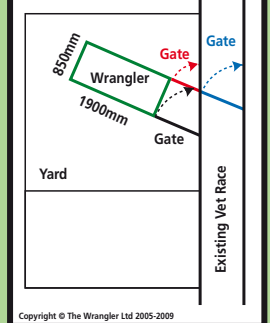 Gate
Gate
850mm
Wrangler
1900mm
Gate
Yard
Existing Vet Race
Copyright © The Wrangler Ltd 2005-2009